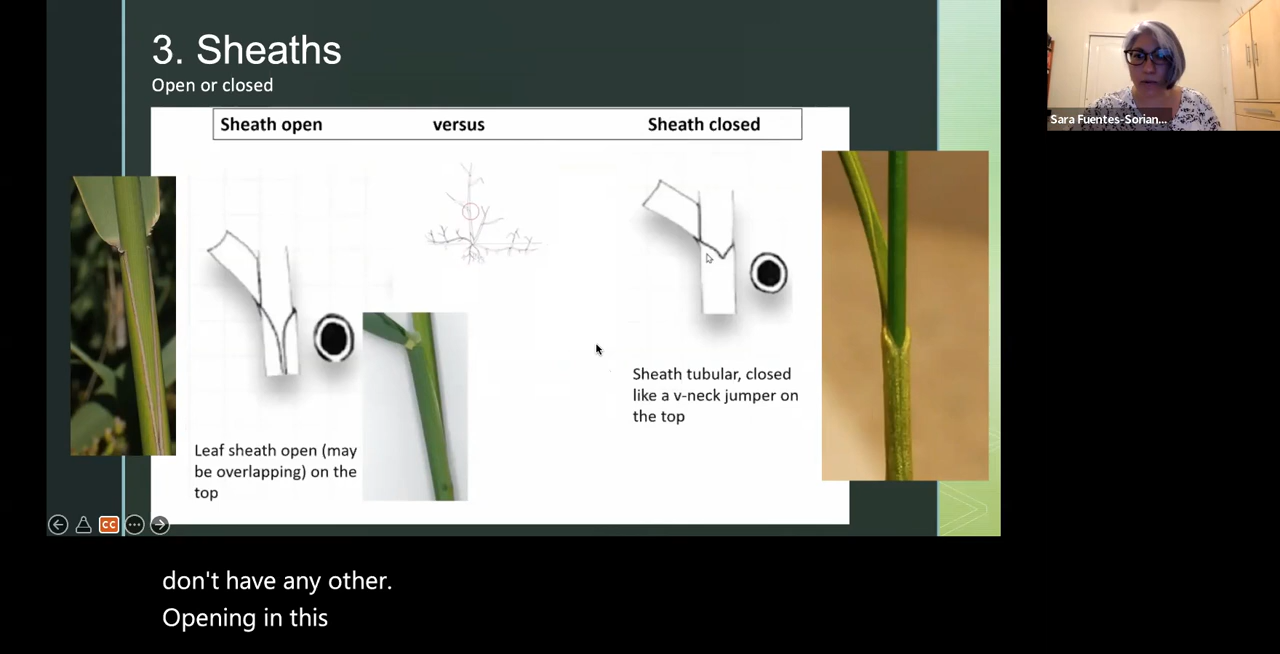 3. Sheaths
Open or closed
Sheath open versus Sheath closed
Sara Fuentes-Sorian...
Sheath tubular, closed
like a v-neck jumper on
the top
Leaf sheath open (may
be overlapping) on the
top
CC
don't have any other.
Opening in this